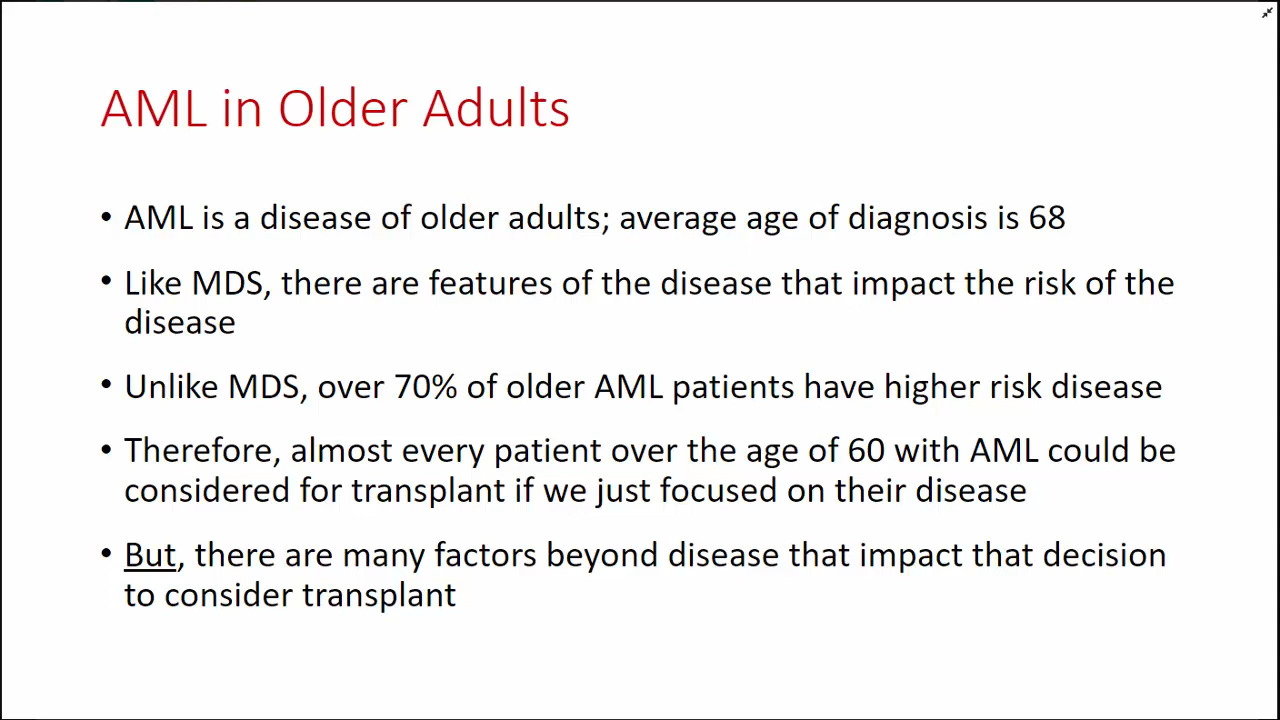 AML in Older Adults
• AML is a disease of older adults; average age of diagnosis is 68
• Like MDS, there are features of the disease that impact the risk of the
disease
• Unlike MDS, over 70% of older AML patients have higher risk disease
• Therefore, almost every patient over the age of 60 with AML could be
considered for transplant if we just focused on their disease
• But, there are many factors beyond disease that impact that decision
to consider transplant